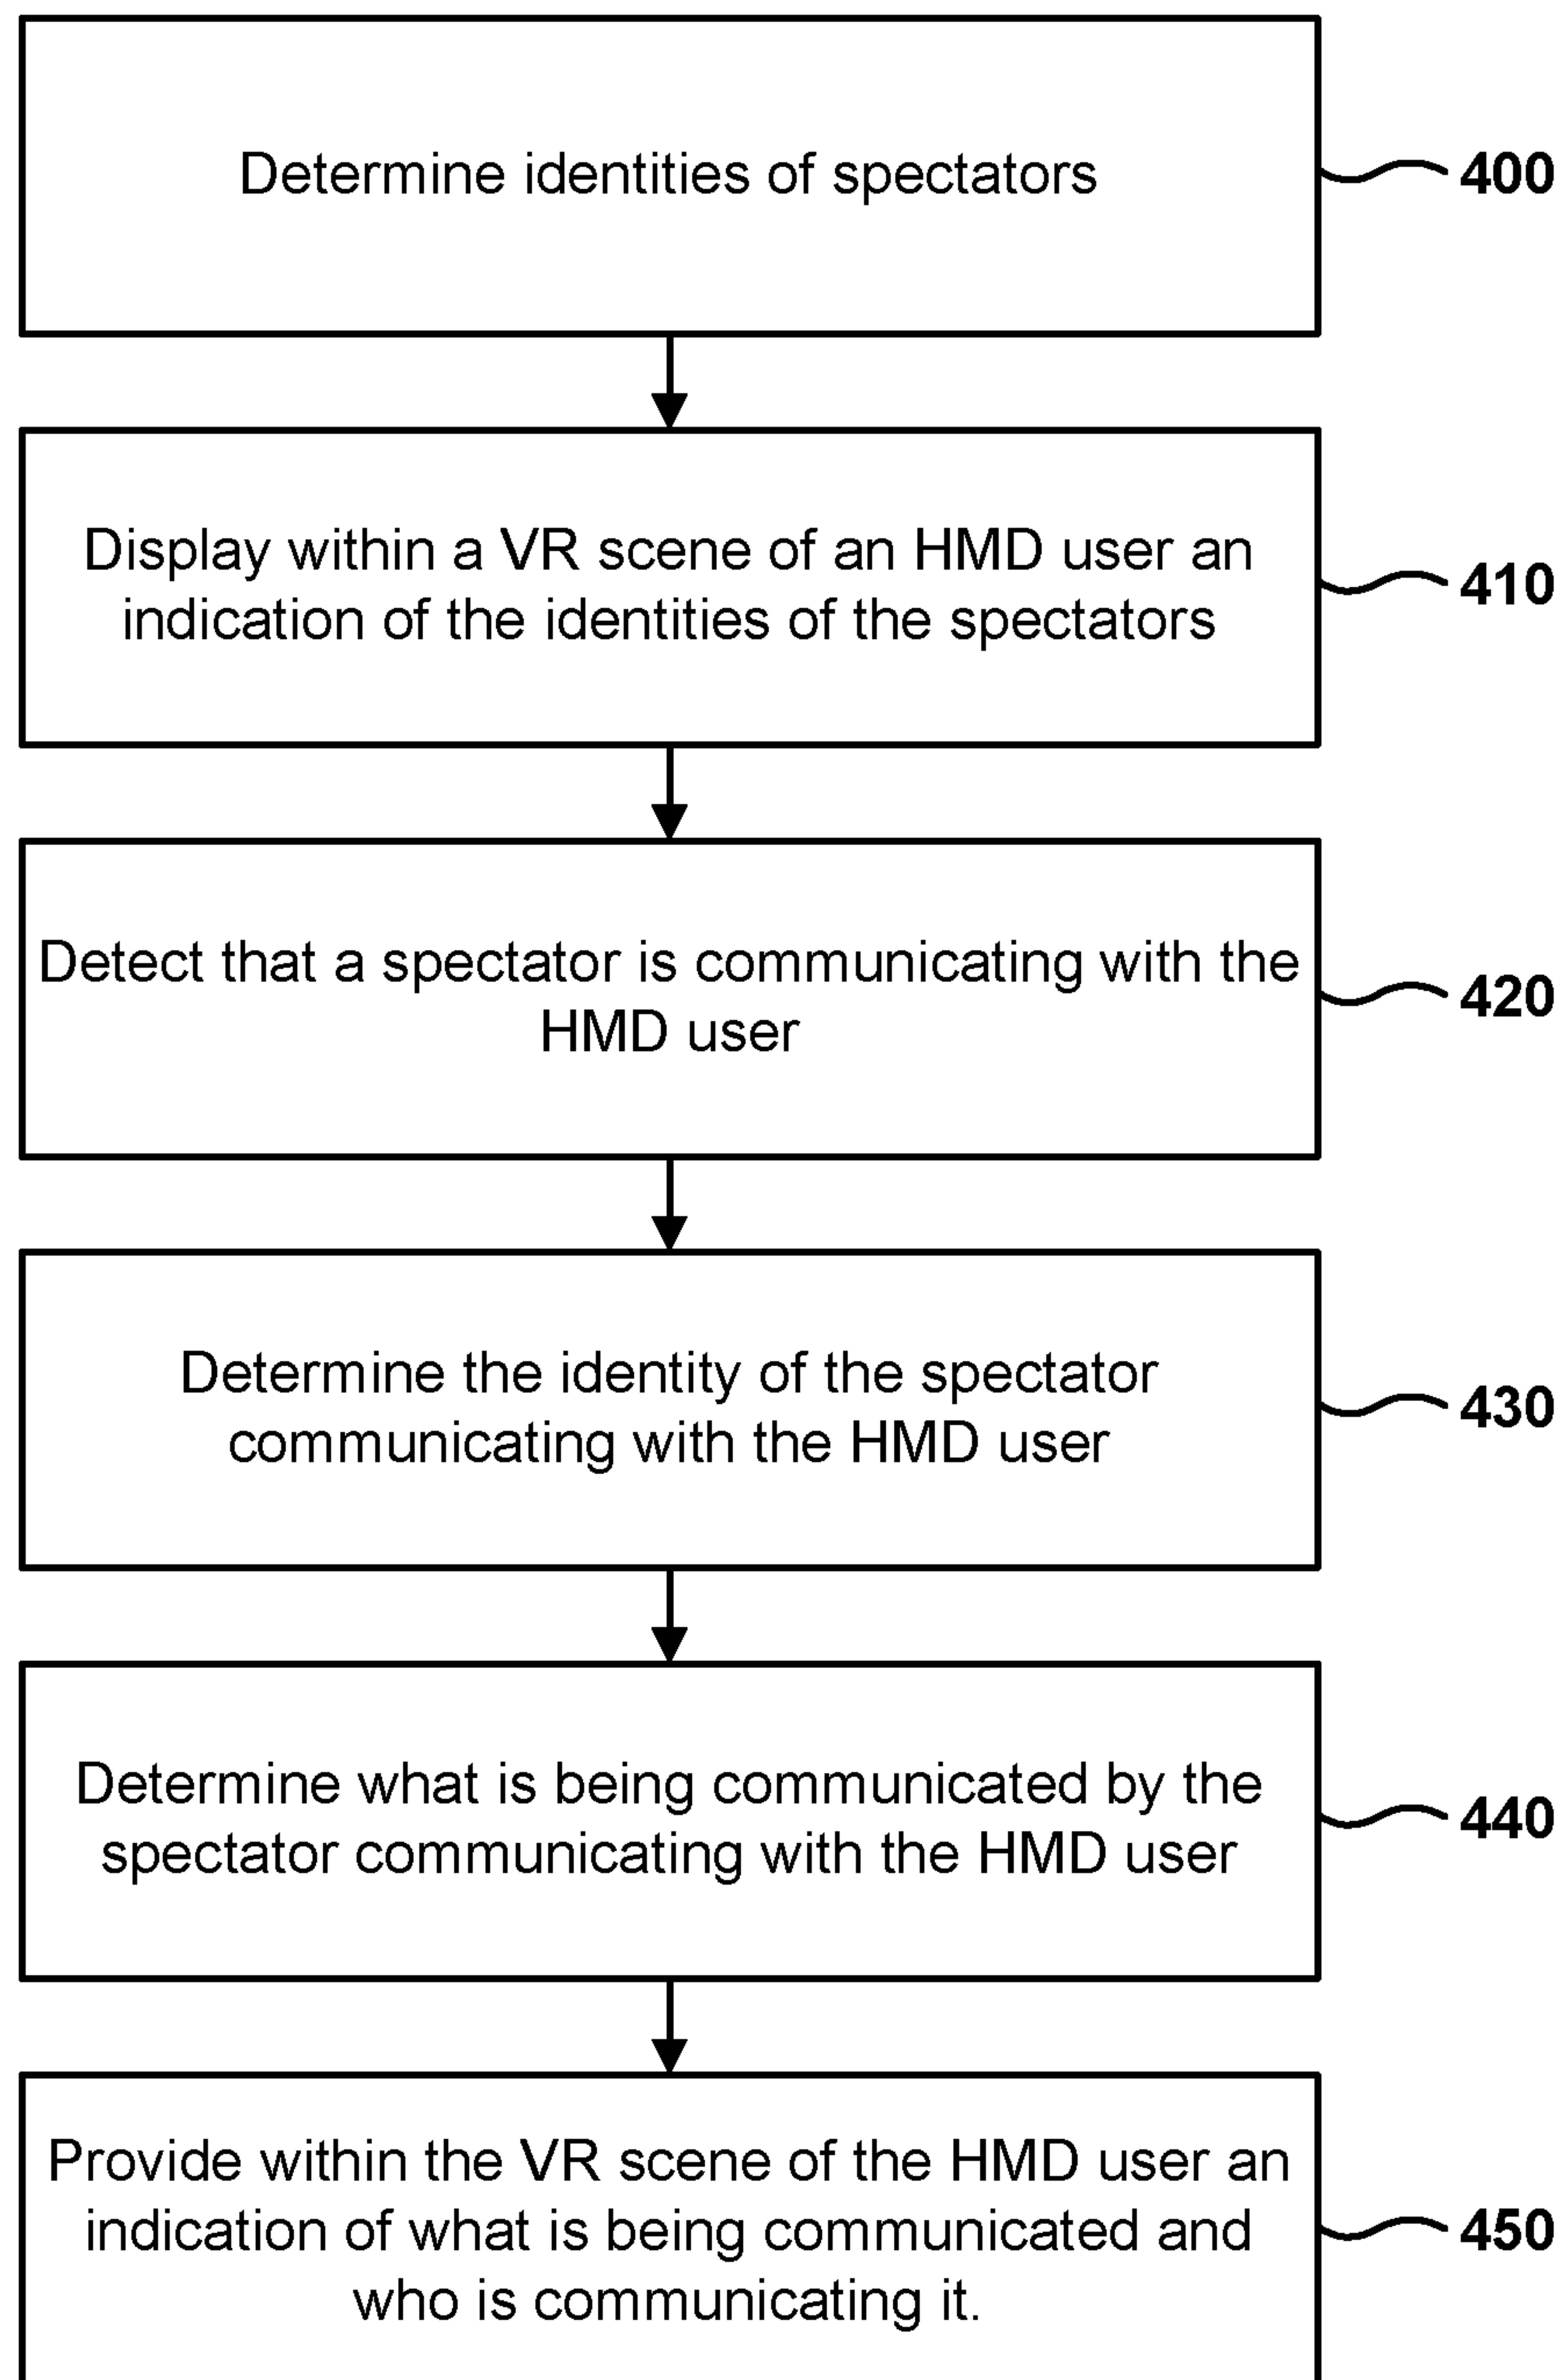 Determine identities of spectators
400
Display within a VR scene of an HMD user an
indication of the identities of the spectators
410
Detect that a spectator is communicating with the
HMD user
420
Determine the identity of the spectator
communicating with the HMD user
430
Determine what is being communicated by the
spectator communicating with the HMD user
440
Provide within the VR scene of the HMD user an
indication of what is being communicated and
who is communicating it.
450